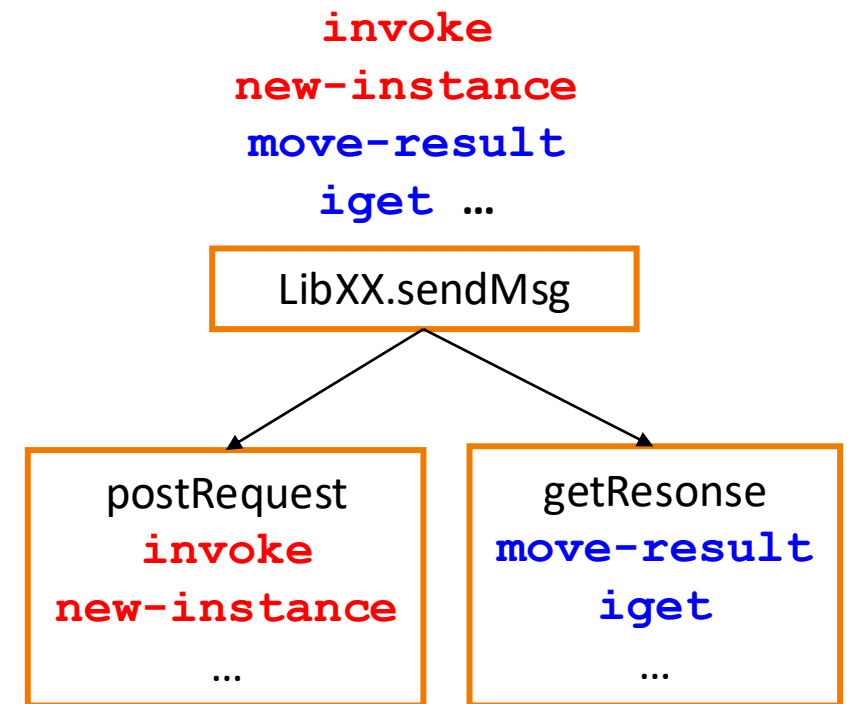 invoke
new-instance
move-result
iget …
LibXX.sendMsg
postRequest
invoke
new-instance
…
getResonse
move-result
iget
…